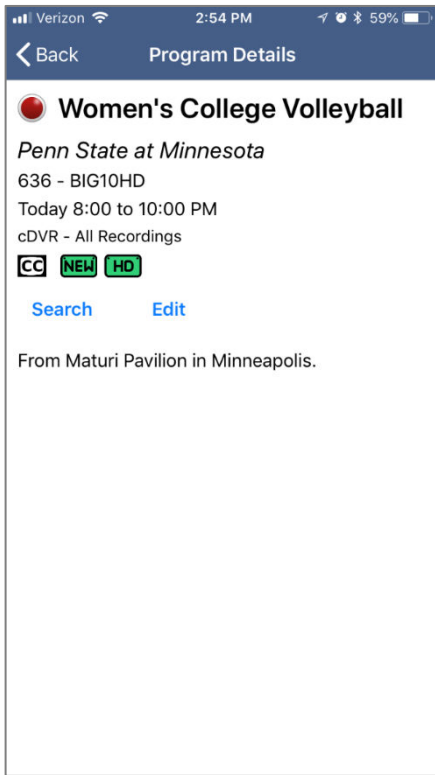 Verizon 2:54 PM 59%
Back Program Details
Women's College Volleyball
Penn State at Minnesota
636 - BIG10HD
Today 8:00 to 10:00 PM
cDVR - All Recordings
CC NEW HD
Search Edit
From Maturi Pavilion in Minneapolis.